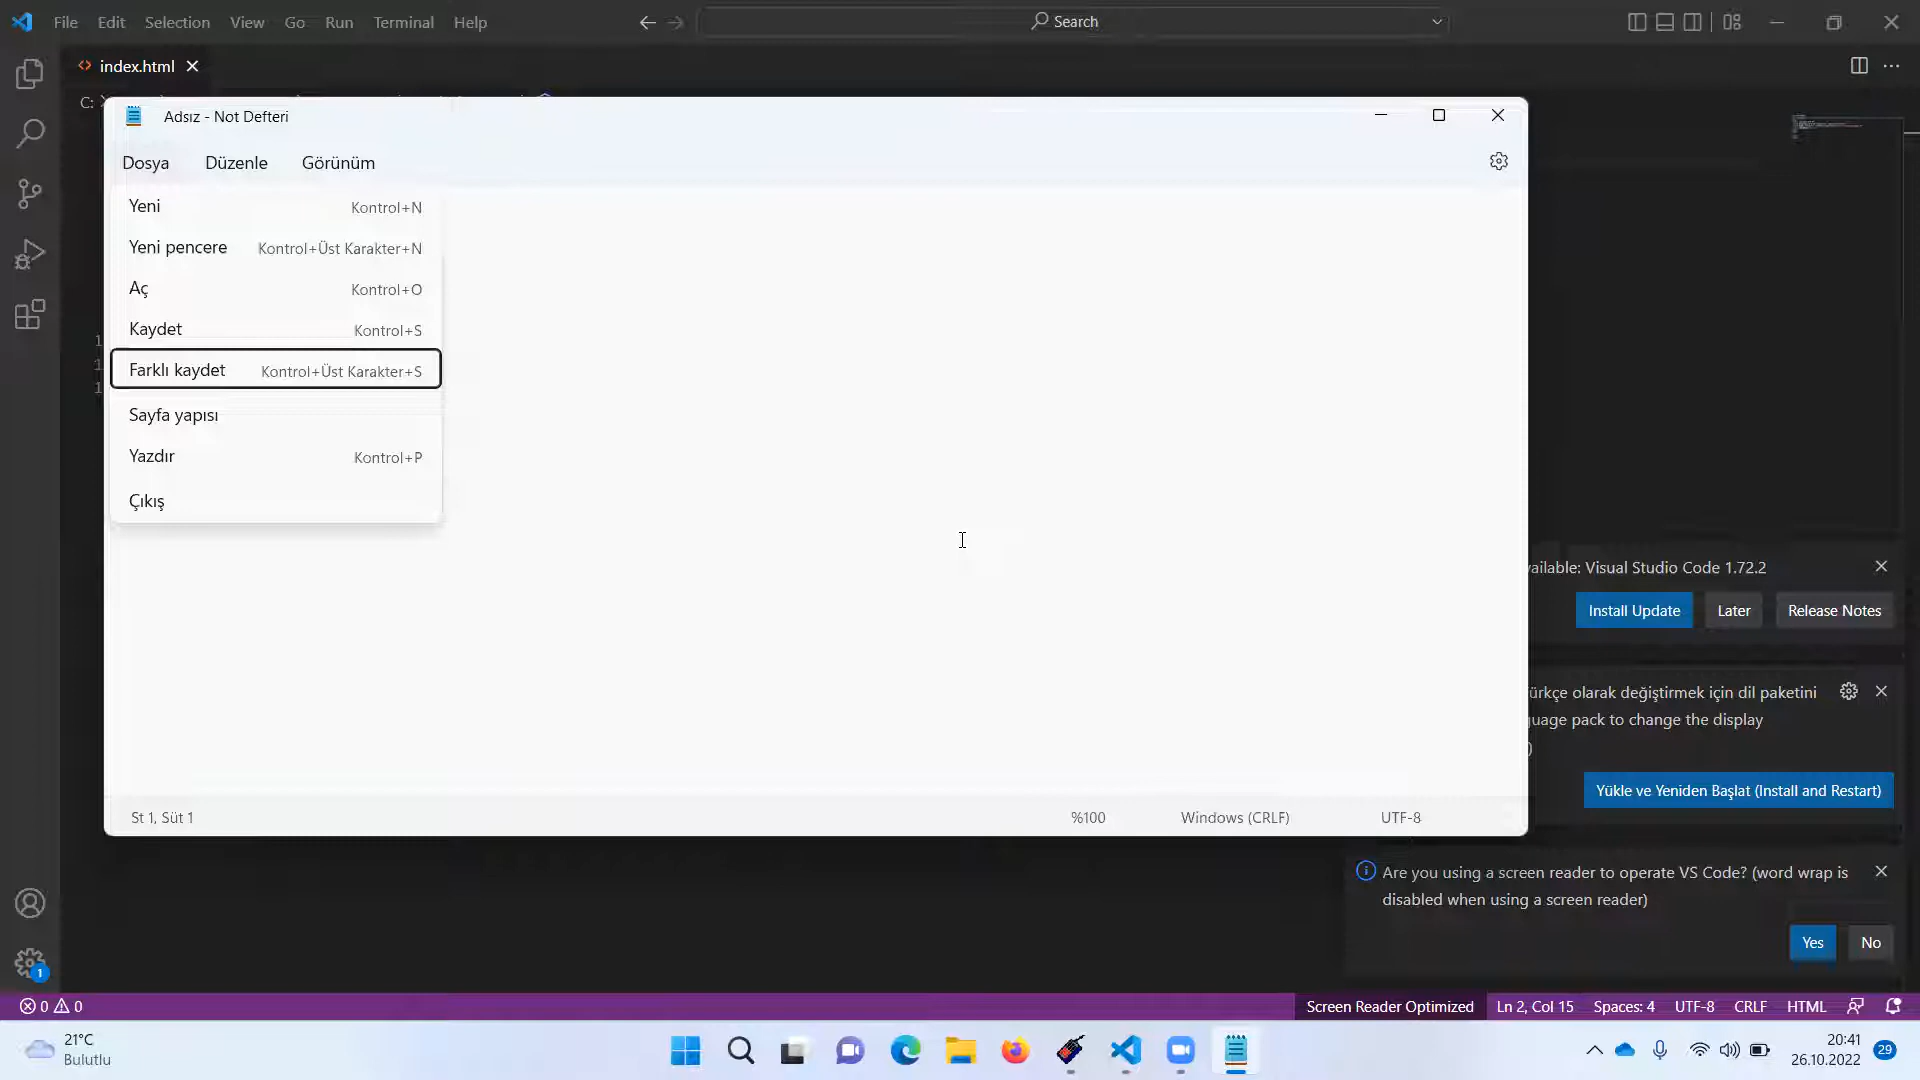 File Edit Selection View Go Run Terminal Help Search
index.html
C:
Adsız - Not Defteri
Dosya Düzenle Görünüm
Yeni Kontrol+N
Yeni pencere Kontrol+Üst Karakter+N
Aç Kontrol+O
Kaydet Kontrol+S
Farklı kaydet Kontrol+Üst Karakter+S
Sayfa yapısı
Yazdır Kontrol+P
Çıkış
St 1, Süt 1 %100 Windows (CRLF) UTF-8
Visual Studio Code 1.72.2
Install Update Later Release Notes
olarak değiştirmek için dil paketini
pack to change the display
Yükle ve Yeniden Başlat (Install and Restart)
Are you using a screen reader to operate VS Code? (word wrap is
disabled when using a screen reader)
Yes No
1
0 0 Screen Reader Optimized Ln 2, Col 15 Spaces: 4 UTF-8 CRLF HTML
21°C
Bulutlu
20:41
26.10.2022
29